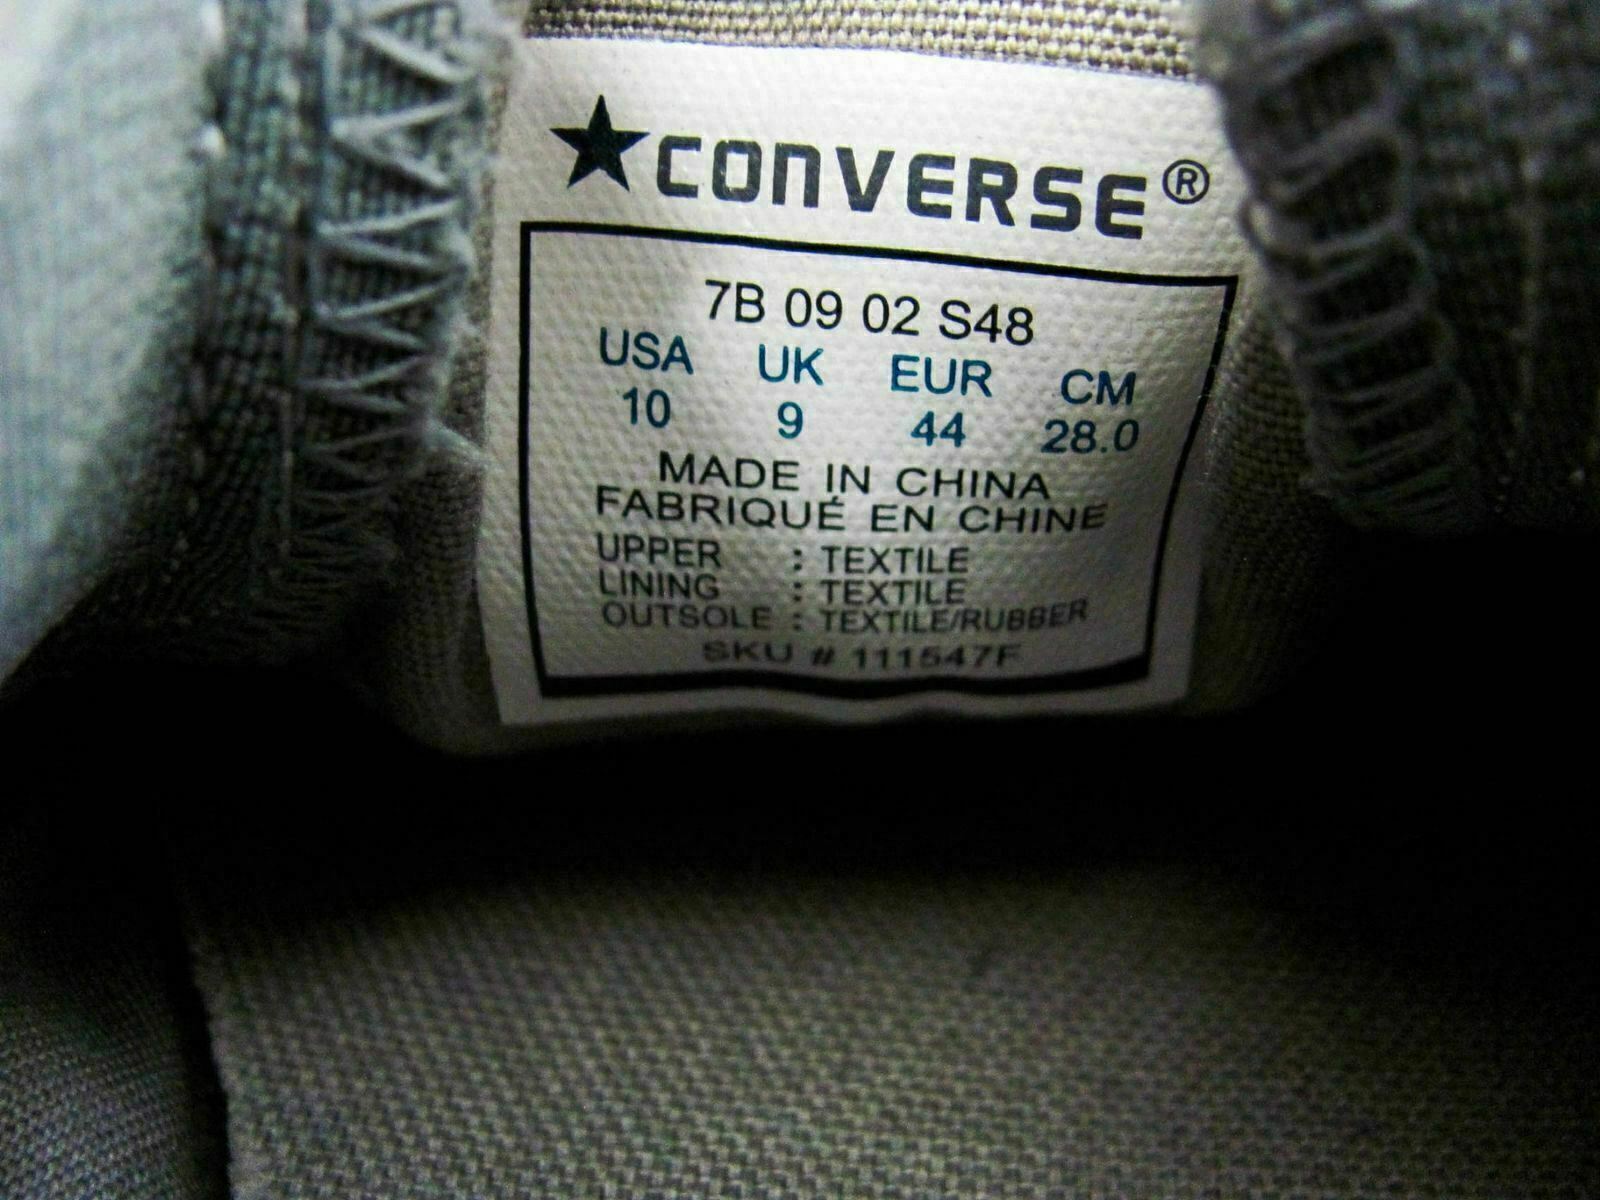 CONVERSE®
7B 09 02 S48
USA UK EUR CM
10 9 44 28.0
MADE IN CHINA
FABRIQUÉ EN CHINE
UPPER : TEXTILE
LINING : TEXTILE
OUTSOLE : TEXTILE/RUBBER
SKU # 111547F